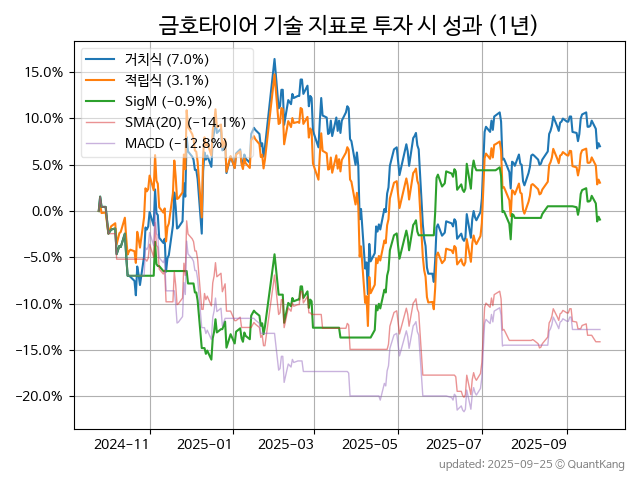 금호타이어 기술 지표로 투자 시 성과 (1년)
거치식 (7.0%)
적립식 (3.1%)
SigM (−0.9%)
SMA(20) (−14.1%)
MACD (−12.8%)
15.0%
10.0%
5.0%
0.0%
−5.0%
−10.0%
−15.0%
−20.0%
2024-11 2025-01 2025-03 2025-05 2025-07 2025-09
updated: 2025-09-25 © QuantKang